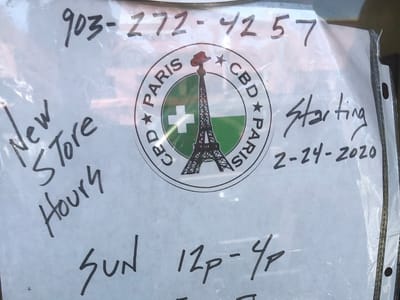 903-272-4257
CBD ★ PARIS ★ CBD ★ PARIS
New
Store
Hours
Starting
2-24-2020
SUN 12p-4p